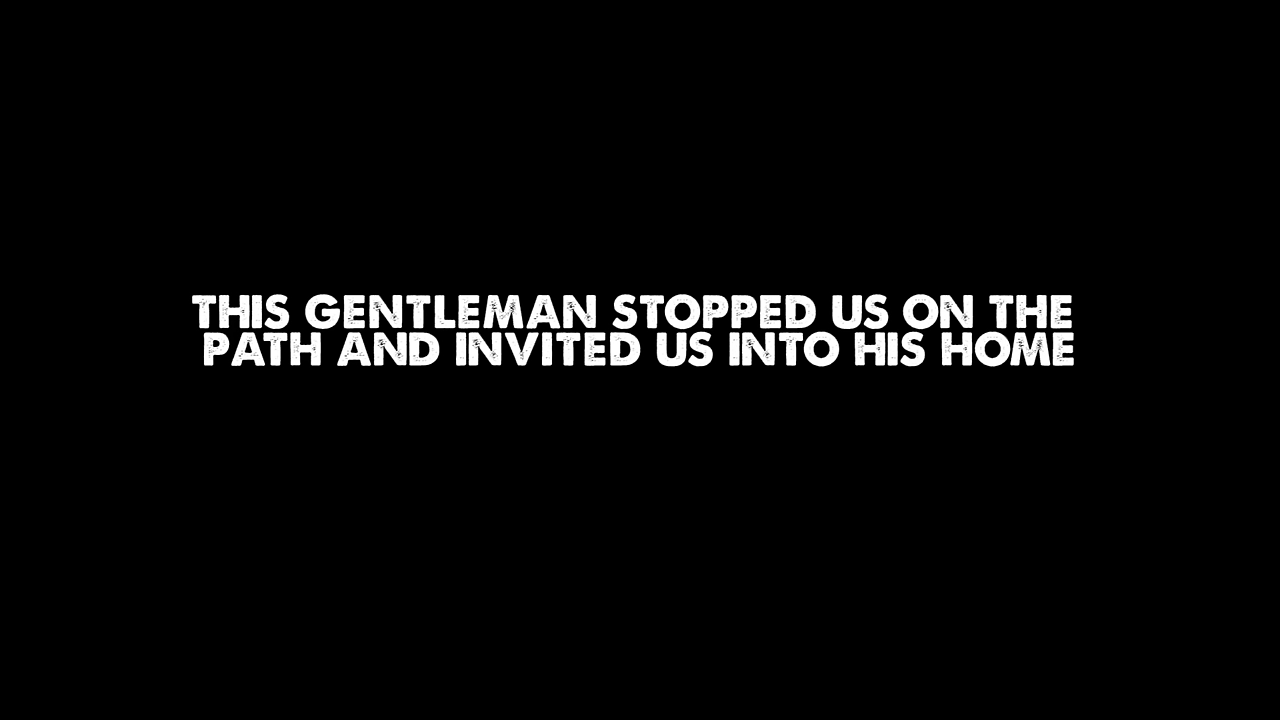 THIS GENTLEMAN STOPPED US ON THE
PATH AND INVITED US INTO HIS HOME